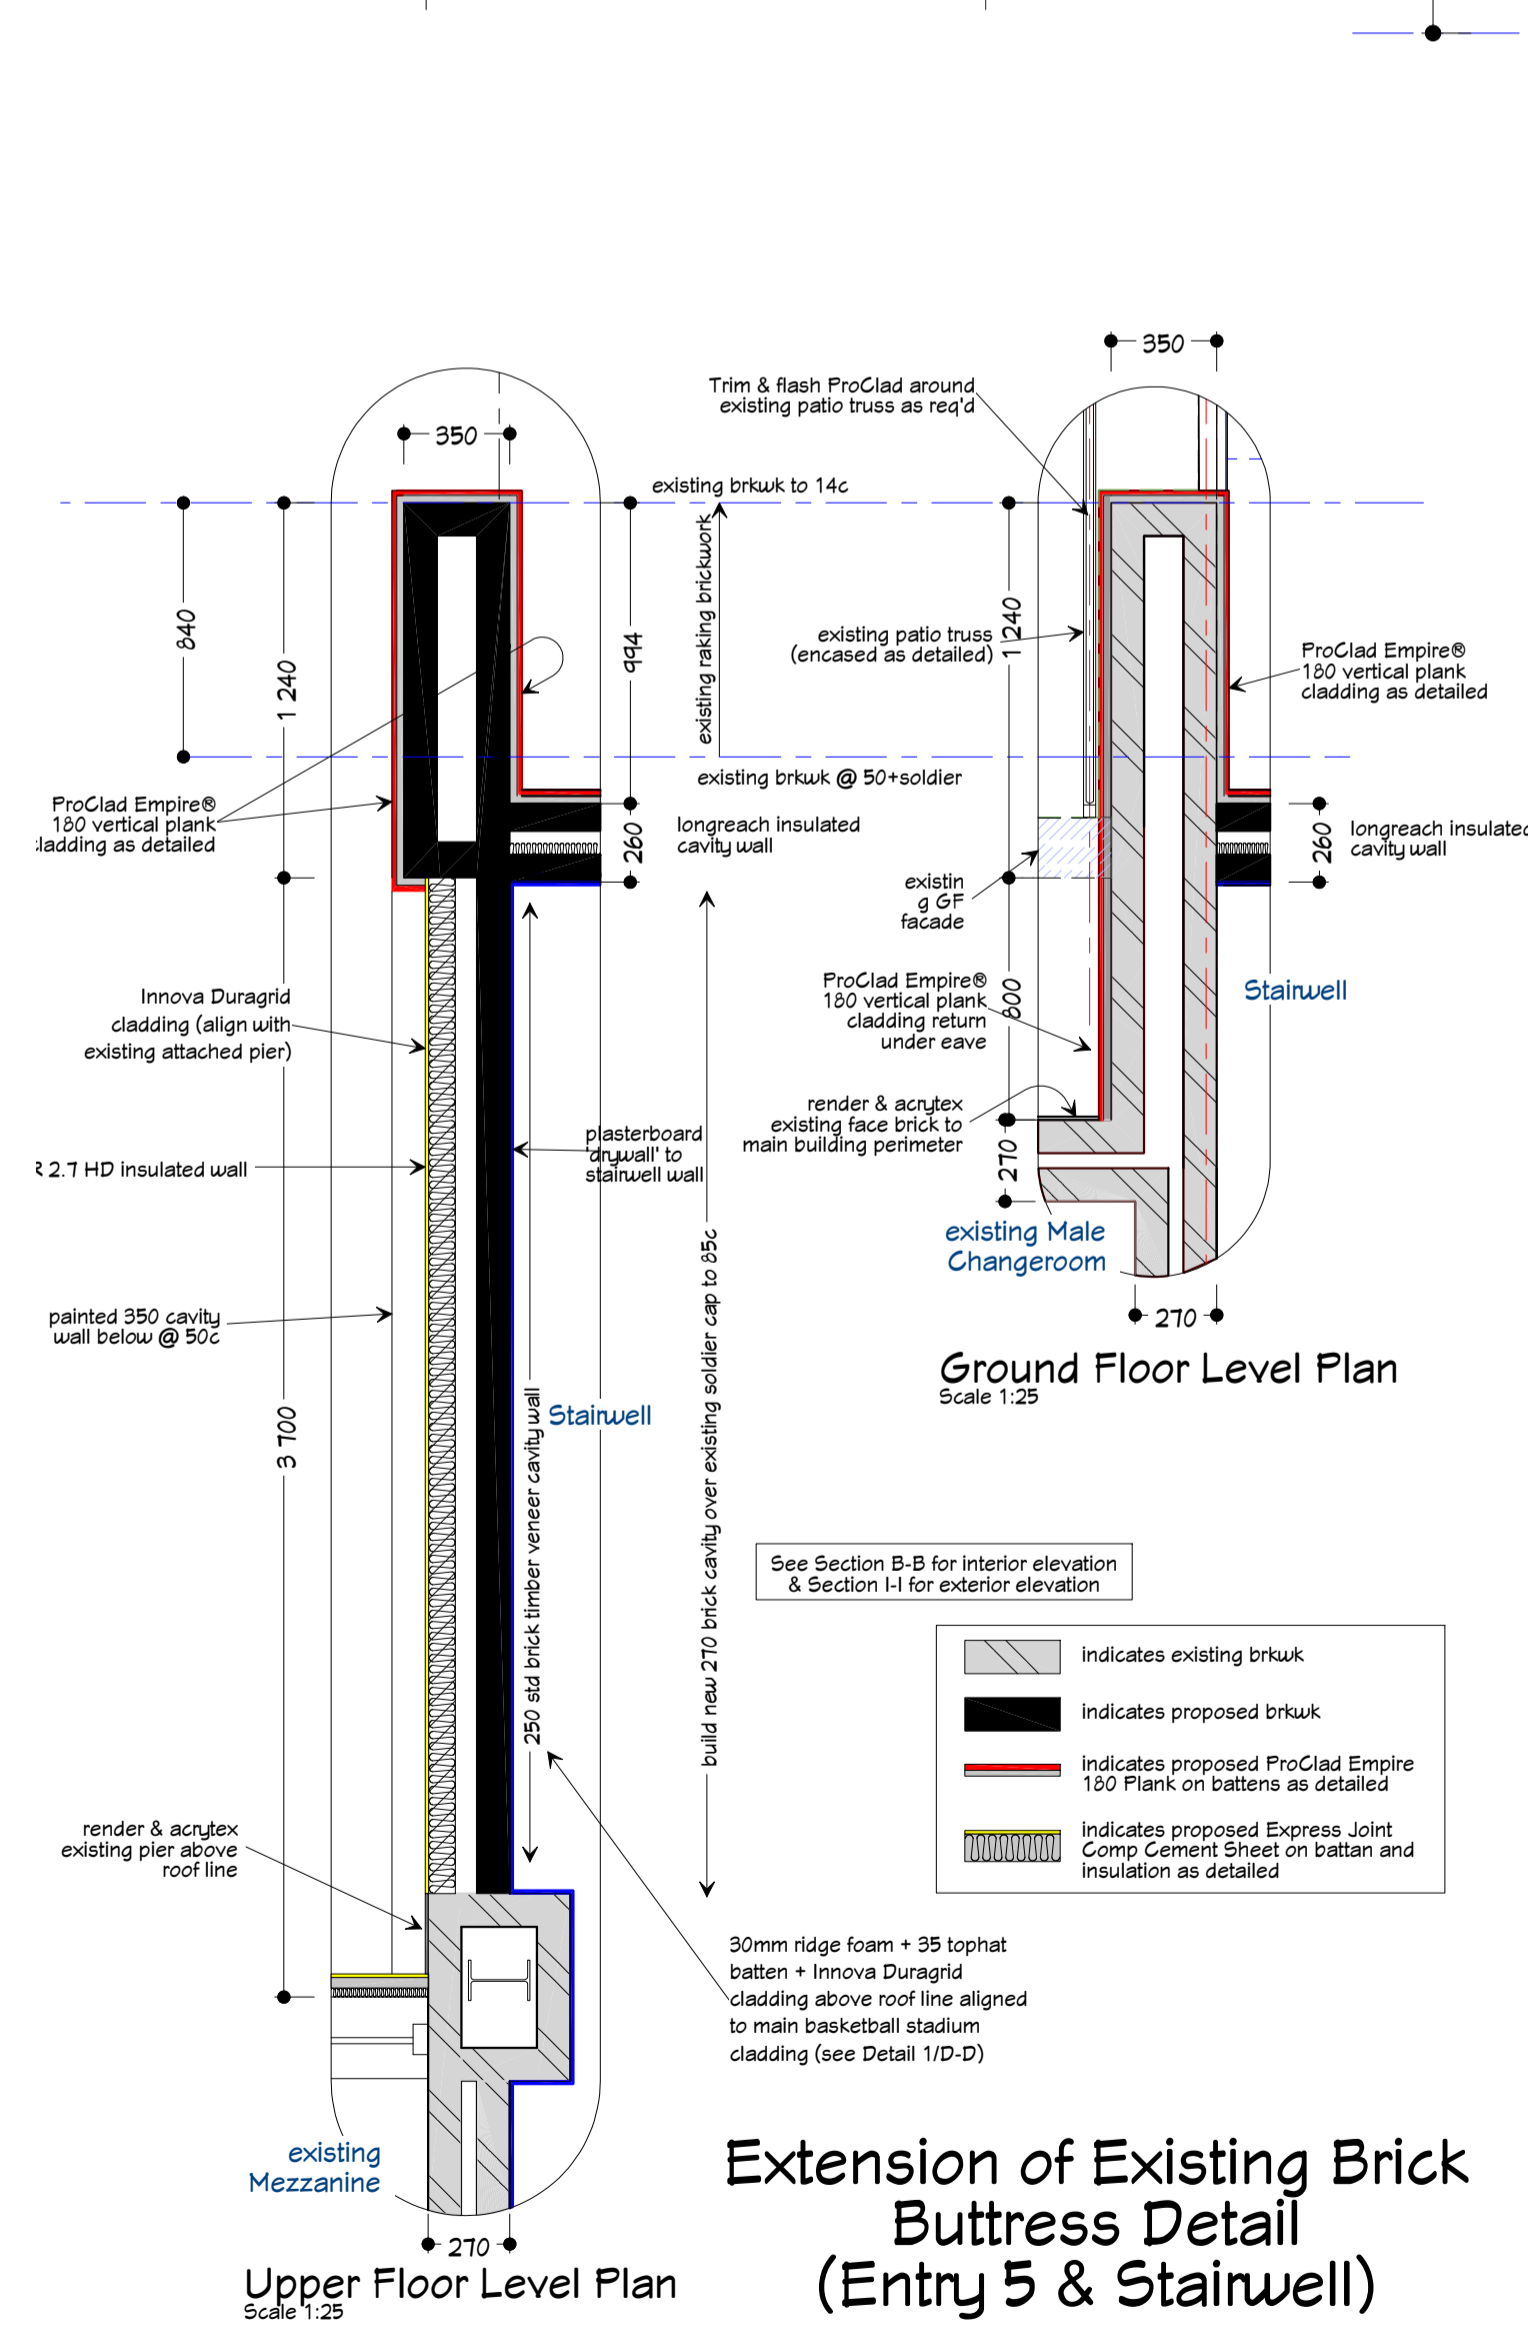 350
350
Trim & flash ProClad around
existing patio truss as req'd
existing brkwk to 14c
840
1 240
994
existing raking brickwork
1 240
existing patio truss
(encased as detailed)
ProClad Empire®
180 vertical plank
cladding as detailed
existing brkwk @ 50+soldier
ProClad Empire®
180 vertical plank
cladding as detailed
260
longreach insulated
cavity wall
260
longreach insulated
cavity wall
existin
g GF
facade
ProClad Empire®
180 vertical plank
cladding return
under eave
800
Stairwell
Innova Duragrid
cladding (align with
existing attached pier)
render & acrytex
existing face brick to
main building perimeter
plasterboard
'drywall' to
stairwell wall
270
R 2.7 HD insulated wall
existing Male
Changeroom
270
painted 350 cavity
wall below @ 50c
Ground Floor Level Plan
Scale 1:25
3 700
Stairwell
250 std brick timber veneer cavity wall
build new 270 brick cavity over existing soldier cap to 85c
See Section B-B for interior elevation
& Section I-I for exterior elevation
indicates existing brkwk
indicates proposed brkwk
indicates proposed ProClad Empire
180 Plank on battens as detailed
indicates proposed Express Joint
Comp Cement Sheet on battan and
insulation as detailed
render & acrytex
existing pier above
roof line
30mm ridge foam + 35 tophat
batten + Innova Duragrid
cladding above roof line aligned
to main basketball stadium
cladding (see Detail 1/D-D)
existing
Mezzanine
270
Upper Floor Level Plan
Scale 1:25
Extension of Existing Brick
Buttress Detail
(Entry 5 & Stairwell)